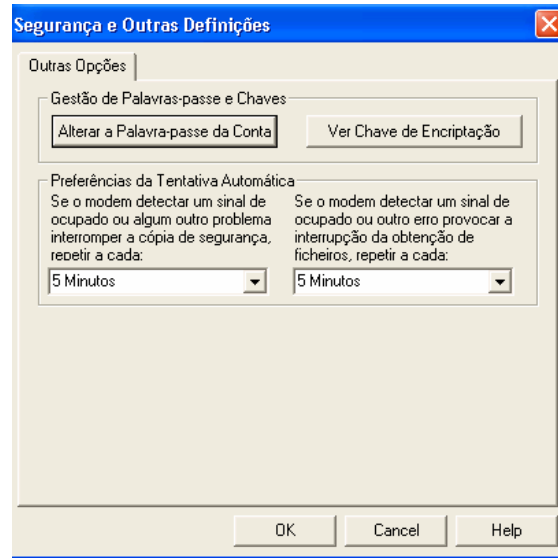 Segurança e Outras Definições
Outras Opções
Gestão de Palavras-passe e Chaves
Alterar a Palavra-passe da Conta
Ver Chave de Encriptação
Preferências da Tentativa Automática
Se o modem detectar um sinal de
ocupado ou algum outro problema
interromper a cópia de segurança,
repetir a cada:
5 Minutos
Se o modem detectar um sinal de
ocupado ou outro erro provocar a
interrupção da obtenção de
ficheiros, repetir a cada:
5 Minutos
OK
Cancel
Help